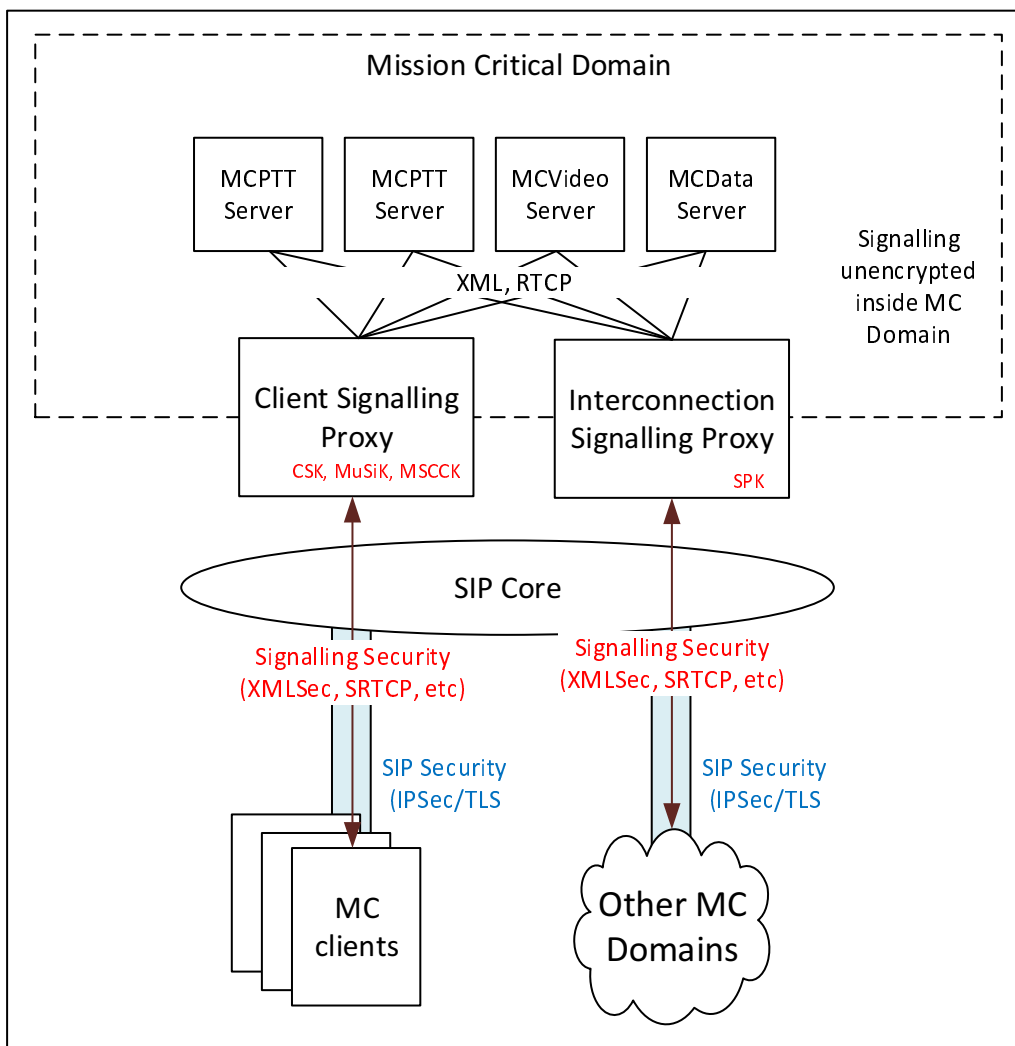 Mission Critical Domain
MCPTT
Server
MCPTT
Server
MCVideo
Server
MCData
Server
Signalling
unencrypted
inside MC
Domain
XML, RTCP
Client Signalling
Proxy
CSK, MuSiK, MSCCK
Interconnection
Signalling Proxy
SPK
SIP Core
Signalling Security
(XMLSec, SRTCP, etc)
Signalling Security
(XMLSec, SRTCP, etc)
SIP Security
(IPSec/TLS
SIP Security
(IPSec/TLS
MC
clients
Other MC
Domains